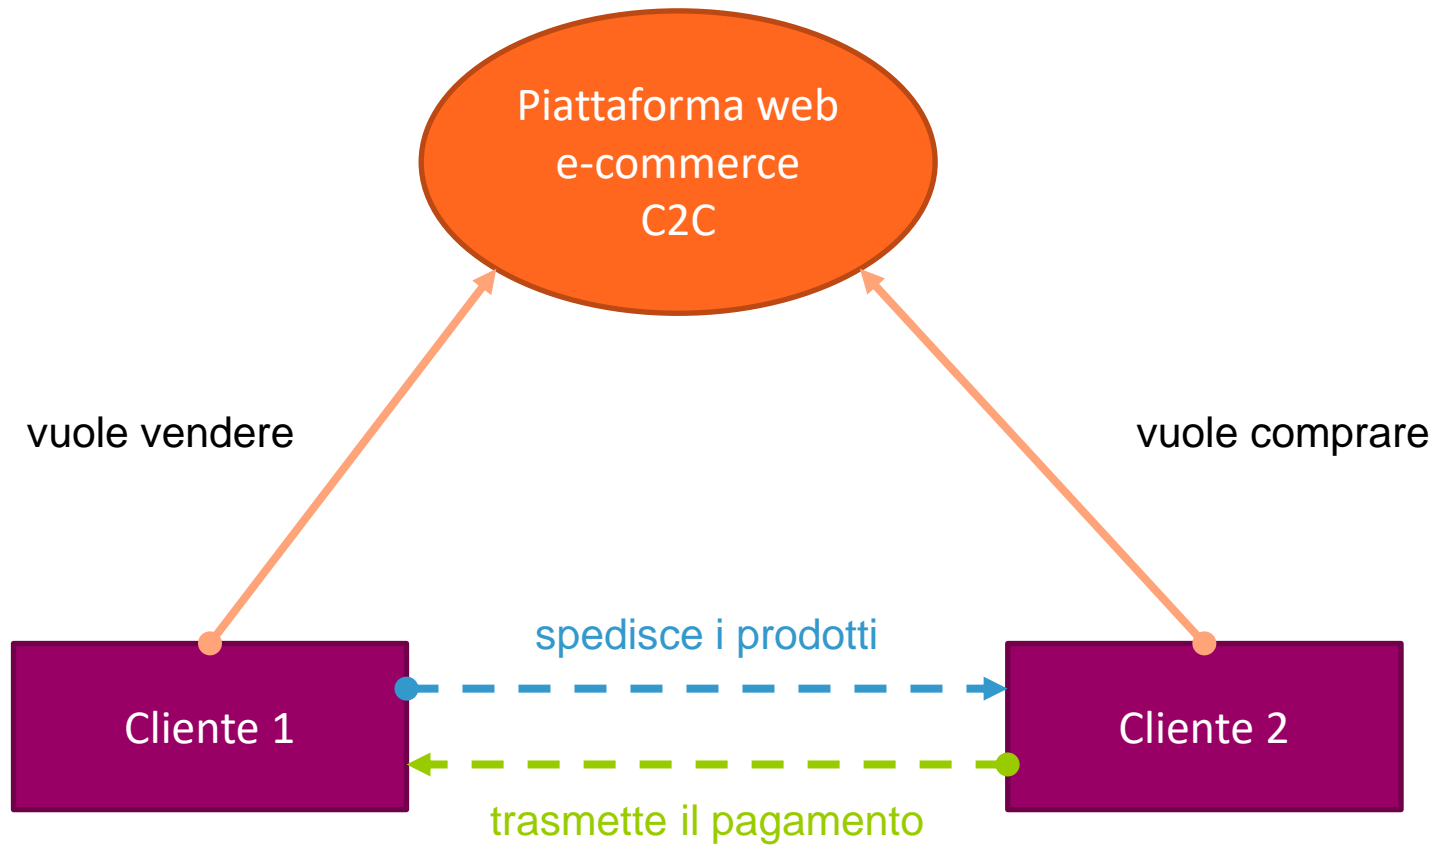 Piattaforma web
e-commerce
C2C
vuole vendere
vuole comprare
spedisce i prodotti
Cliente 1
Cliente 2
trasmette il pagamento